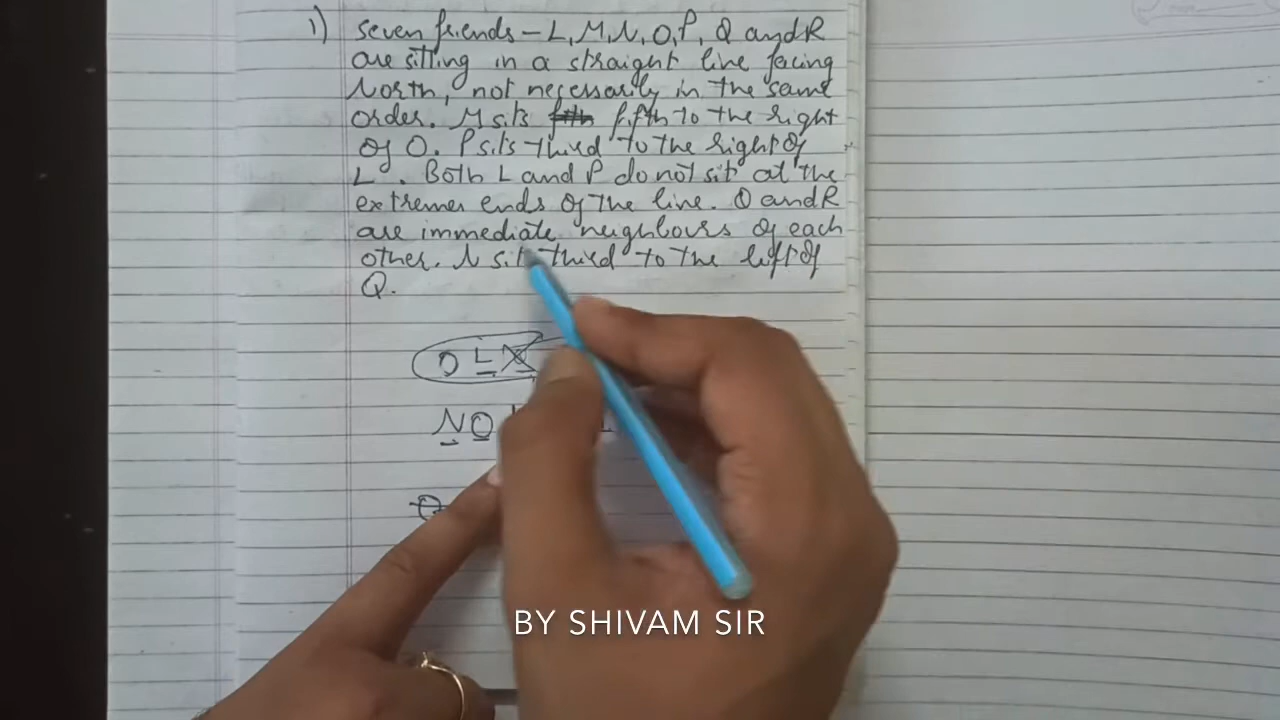 1) Seven friends - L, M, N, O, P, Q and R
are sitting in a straight line facing
North, not necessarily in the same
order. M sits fifth to the right
of O. P sits third to the right of
L. Both L and P do not sit at the
extremes ends of the line. Q and R
are immediate neighbours of each
other. N sits third to the left of
Q.
O L
N O
BY SHIVAM SIR